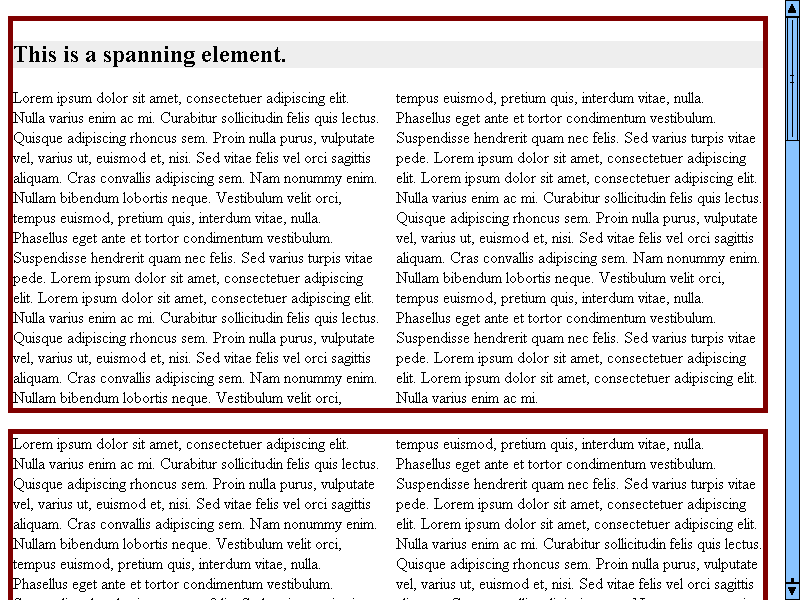 This is a spanning element.
Lorem ipsum dolor sit amet, consectetuer adipiscing elit.
Nulla varius enim ac mi. Curabitur sollicitudin felis quis lectus.
Quisque adipiscing rhoncus sem. Proin nulla purus, vulputate
vel, varius ut, euismod et, nisi. Sed vitae felis vel orci sagittis
aliquam. Cras convallis adipiscing sem. Nam nonummy enim.
Nullam bibendum lobortis neque. Vestibulum velit orci,
tempus euismod, pretium quis, interdum vitae, nulla.
Phasellus eget ante et tortor condimentum vestibulum.
Suspendisse hendrerit quam nec felis. Sed varius turpis vitae
pede. Lorem ipsum dolor sit amet, consectetuer adipiscing
elit. Lorem ipsum dolor sit amet, consectetuer adipiscing elit.
Nulla varius enim ac mi. Curabitur sollicitudin felis quis lectus.
Quisque adipiscing rhoncus sem. Proin nulla purus, vulputate
vel, varius ut, euismod et, nisi. Sed vitae felis vel orci sagittis
aliquam. Cras convallis adipiscing sem. Nam nonummy enim.
Nullam bibendum lobortis neque. Vestibulum velit orci,
tempus euismod, pretium quis, interdum vitae, nulla.
Phasellus eget ante et tortor condimentum vestibulum.
Suspendisse hendrerit quam nec felis. Sed varius turpis vitae
pede. Lorem ipsum dolor sit amet, consectetuer adipiscing
elit. Lorem ipsum dolor sit amet, consectetuer adipiscing elit.
Nulla varius enim ac mi. Curabitur sollicitudin felis quis lectus.
Quisque adipiscing rhoncus sem. Proin nulla purus, vulputate
vel, varius ut, euismod et, nisi. Sed vitae felis vel orci sagittis
aliquam. Cras convallis adipiscing sem. Nam nonummy enim.
Nullam bibendum lobortis neque. Vestibulum velit orci,
tempus euismod, pretium quis, interdum vitae, nulla.
Phasellus eget ante et tortor condimentum vestibulum.
Suspendisse hendrerit quam nec felis. Sed varius turpis vitae
pede. Lorem ipsum dolor sit amet, consectetuer adipiscing
elit. Lorem ipsum dolor sit amet, consectetuer adipiscing elit.
Nulla varius enim ac mi.
Lorem ipsum dolor sit amet, consectetuer adipiscing elit.
Nulla varius enim ac mi. Curabitur sollicitudin felis quis lectus.
Quisque adipiscing rhoncus sem. Proin nulla purus, vulputate
vel, varius ut, euismod et, nisi. Sed vitae felis vel orci sagittis
aliquam. Cras convallis adipiscing sem. Nam nonummy enim.
Nullam bibendum lobortis neque. Vestibulum velit orci,
tempus euismod, pretium quis, interdum vitae, nulla.
Phasellus eget ante et tortor condimentum vestibulum.
tempus euismod, pretium quis, interdum vitae, nulla.
Phasellus eget ante et tortor condimentum vestibulum.
Suspendisse hendrerit quam nec felis. Sed varius turpis vitae
pede. Lorem ipsum dolor sit amet, consectetuer adipiscing
elit. Lorem ipsum dolor sit amet, consectetuer adipiscing elit.
Nulla varius enim ac mi. Curabitur sollicitudin felis quis lectus.
Quisque adipiscing rhoncus sem. Proin nulla purus, vulputate
vel, varius ut, euismod et, nisi. Sed vitae felis vel orci sagittis